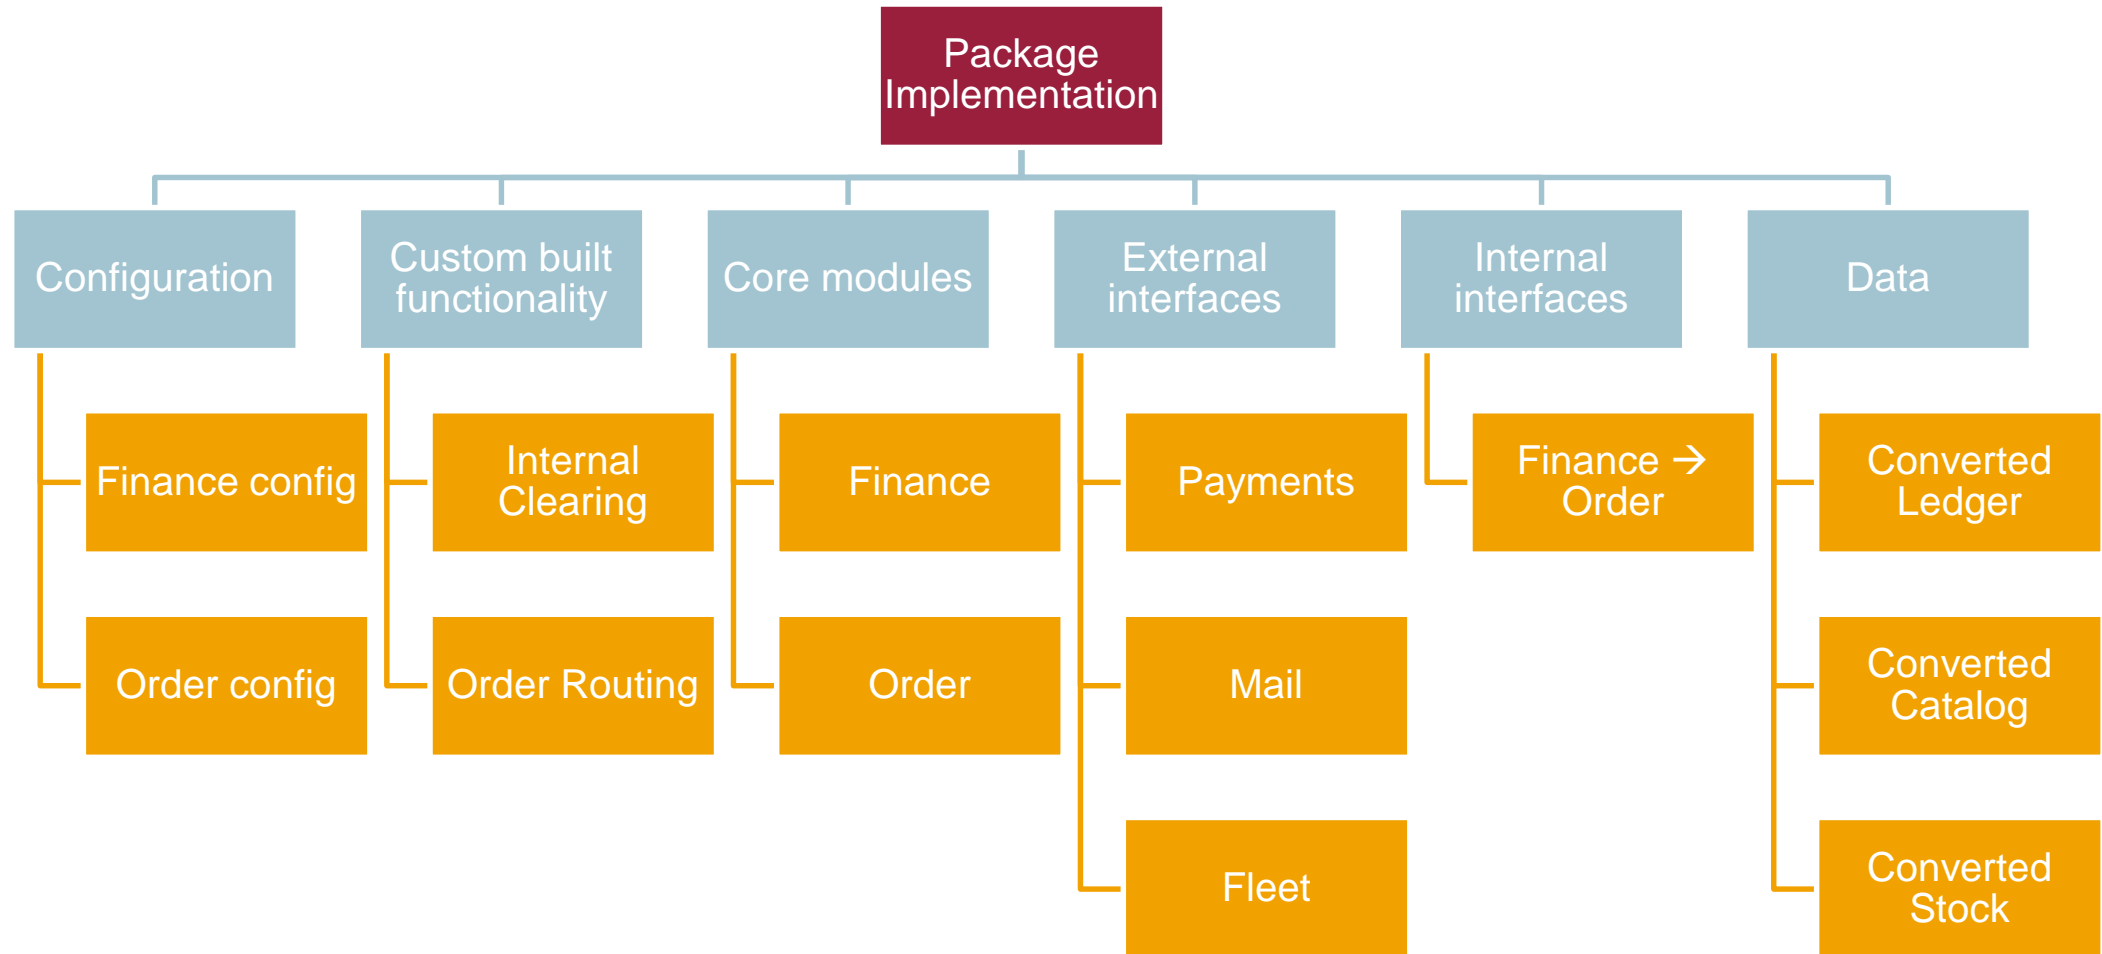 Package
Implementation
Configuration
Custom built
functionality
Core modules
External
interfaces
Internal
interfaces
Data
Finance config
Internal
Clearing
Finance
Payments
Finance →
Order
Converted
Ledger
Order config
Order Routing
Order
Mail
Converted
Catalog
Fleet
Converted
Stock